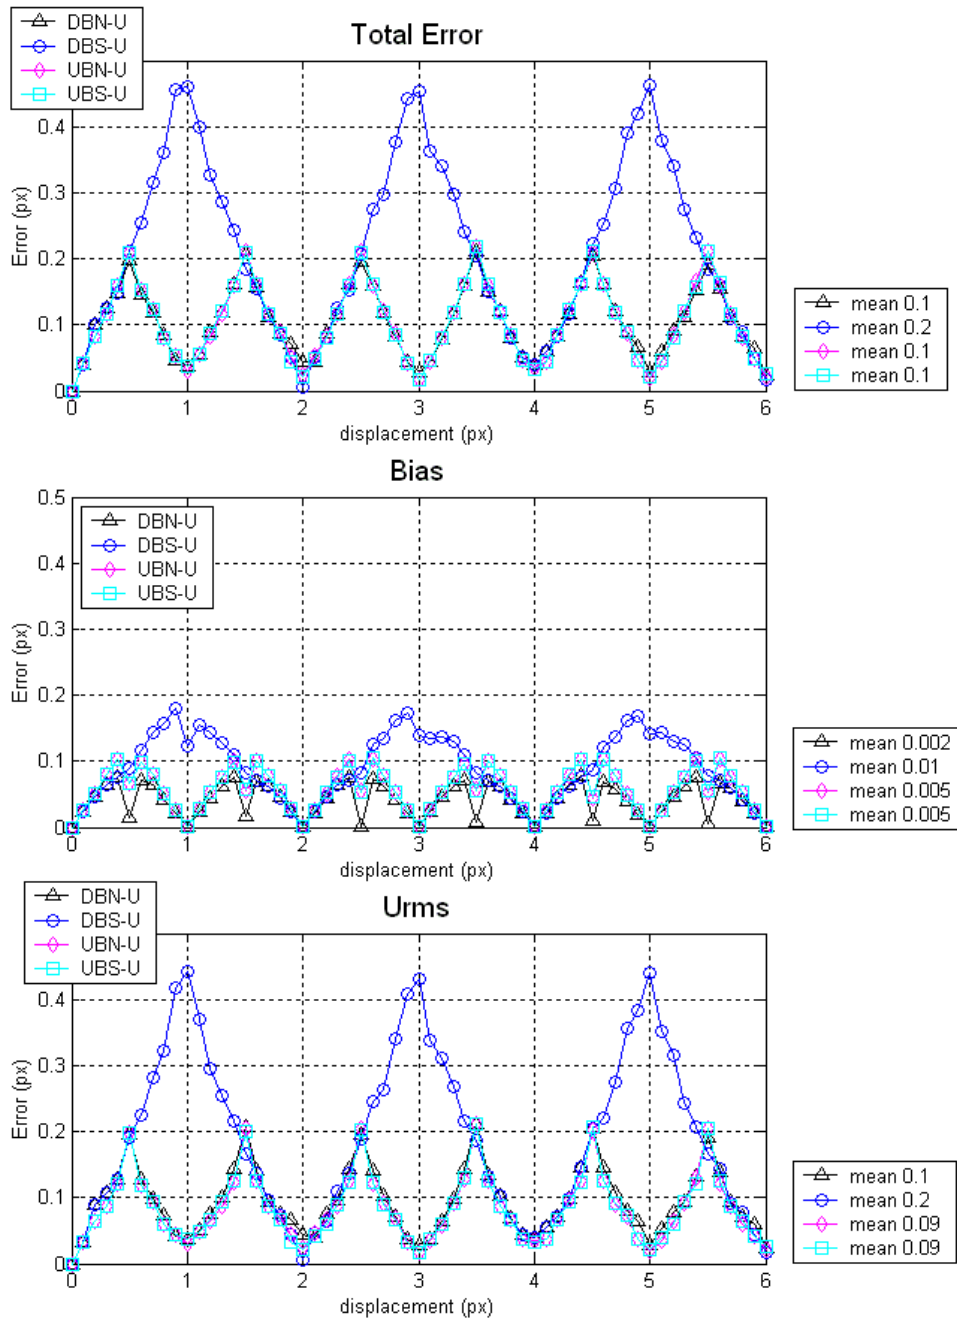 DBN-U
DBS-U
UBN-U
UBS-U
Total Error
0.4
0.3
0.2
0.1
0
Error (px)
0 1 2 3 4 5 6
displacement (px)
mean 0.1
mean 0.2
mean 0.1
mean 0.1
Bias
0.5
0.4
0.3
0.2
0.1
0
Error (px)
DBN-U
DBS-U
UBN-U
UBS-U
0 1 2 3 4 5 6
displacement (px)
mean 0.002
mean 0.01
mean 0.005
mean 0.005
DBN-U
DBS-U
UBN-U
UBS-U
Urms
0.4
0.3
0.2
0.1
0
Error (px)
0 1 2 3 4 5 6
displacement (px)
mean 0.1
mean 0.2
mean 0.09
mean 0.09